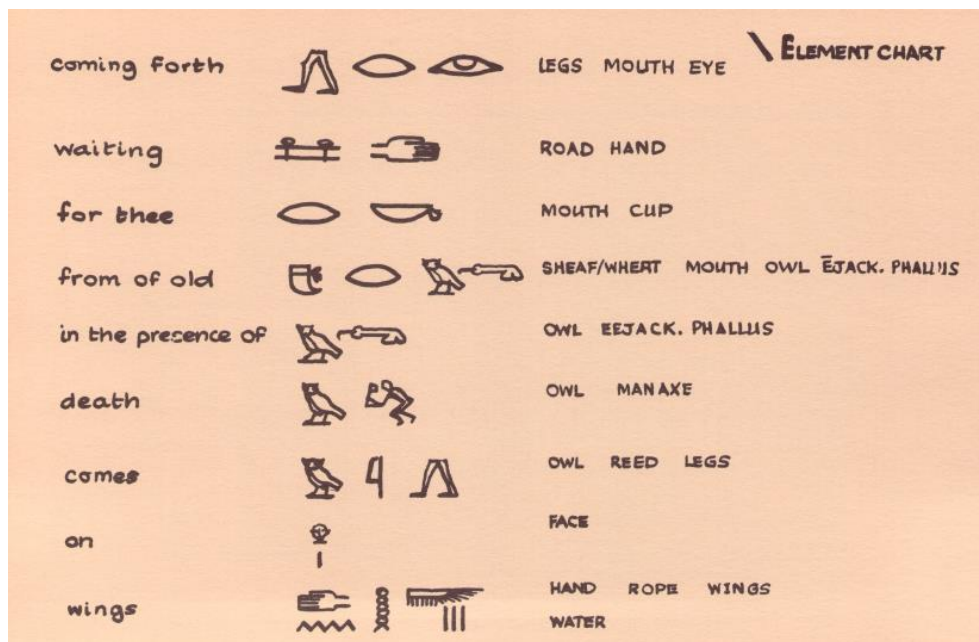 ELEMENT CHART
coming forth LEGS MOUTH EYE
waiting ROAD HAND
for thee MOUTH CUP
from of old SHEAF/WHEAT MOUTH OWL ĒJACK. PHALLUS
in the presence of OWL EEJACK. PHALLUS
death OWL MAN AXE
comes OWL REED LEGS
on FACE
wings HAND ROPE WINGS
WATER